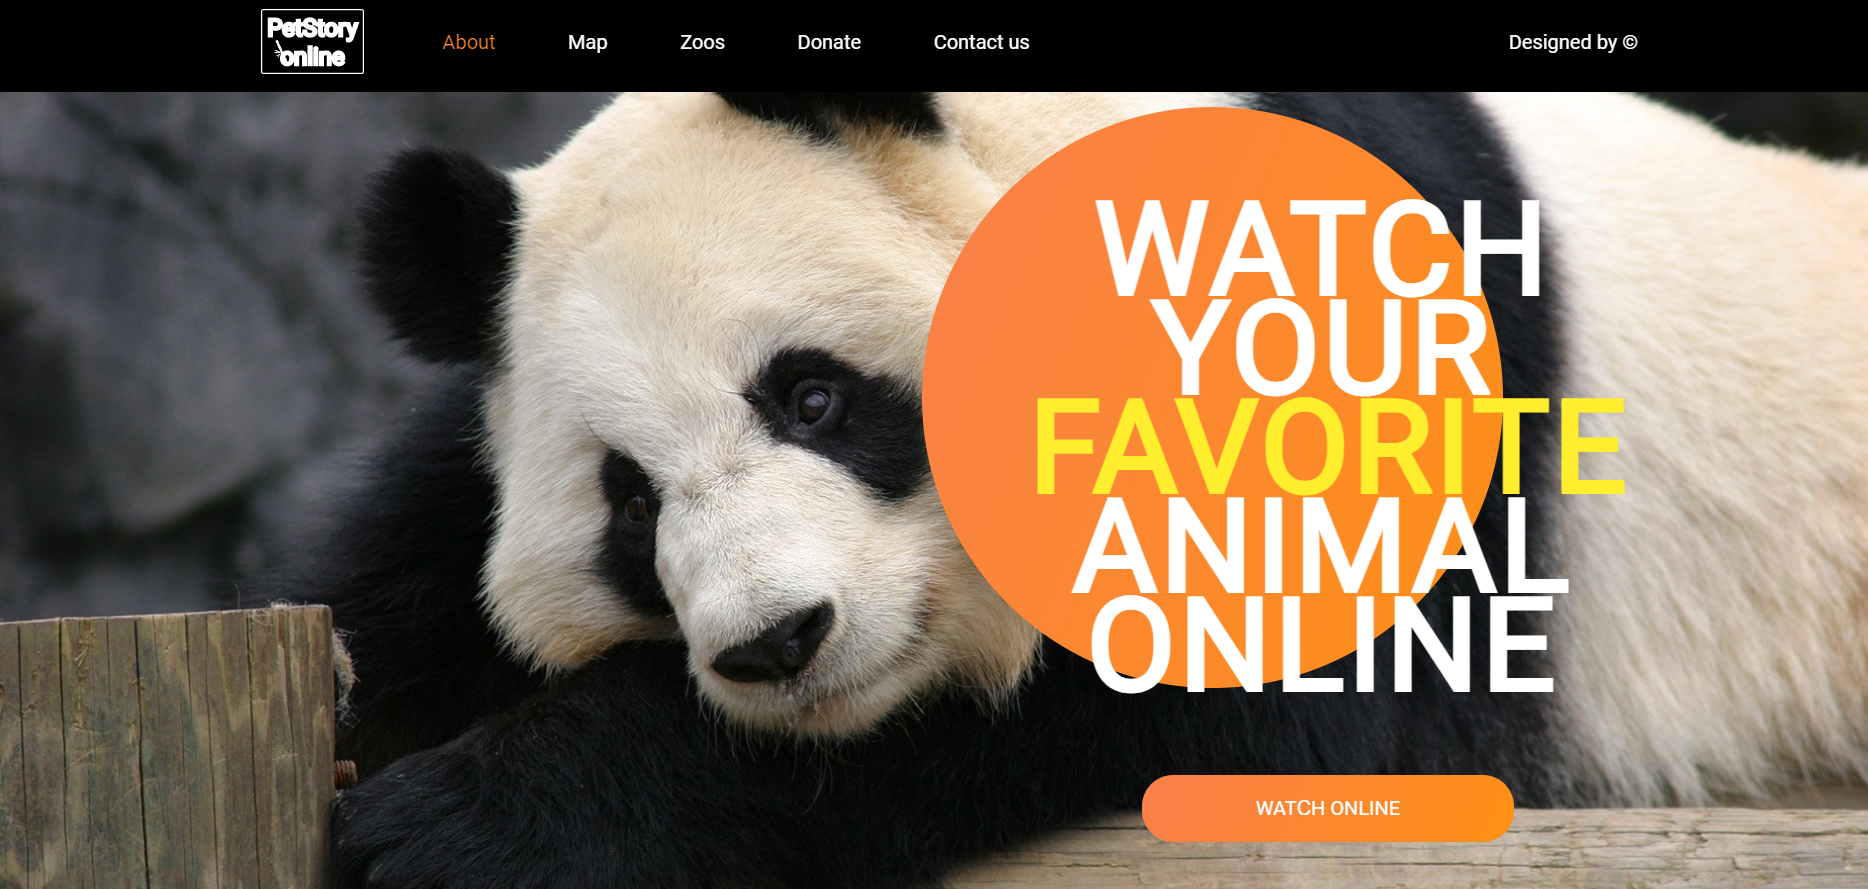 PetStory
online
About
Map
Zoos
Donate
Contact us
Designed by ©
WATCH
YOUR
FAVORITE
ANIMAL
ONLINE
WATCH ONLINE